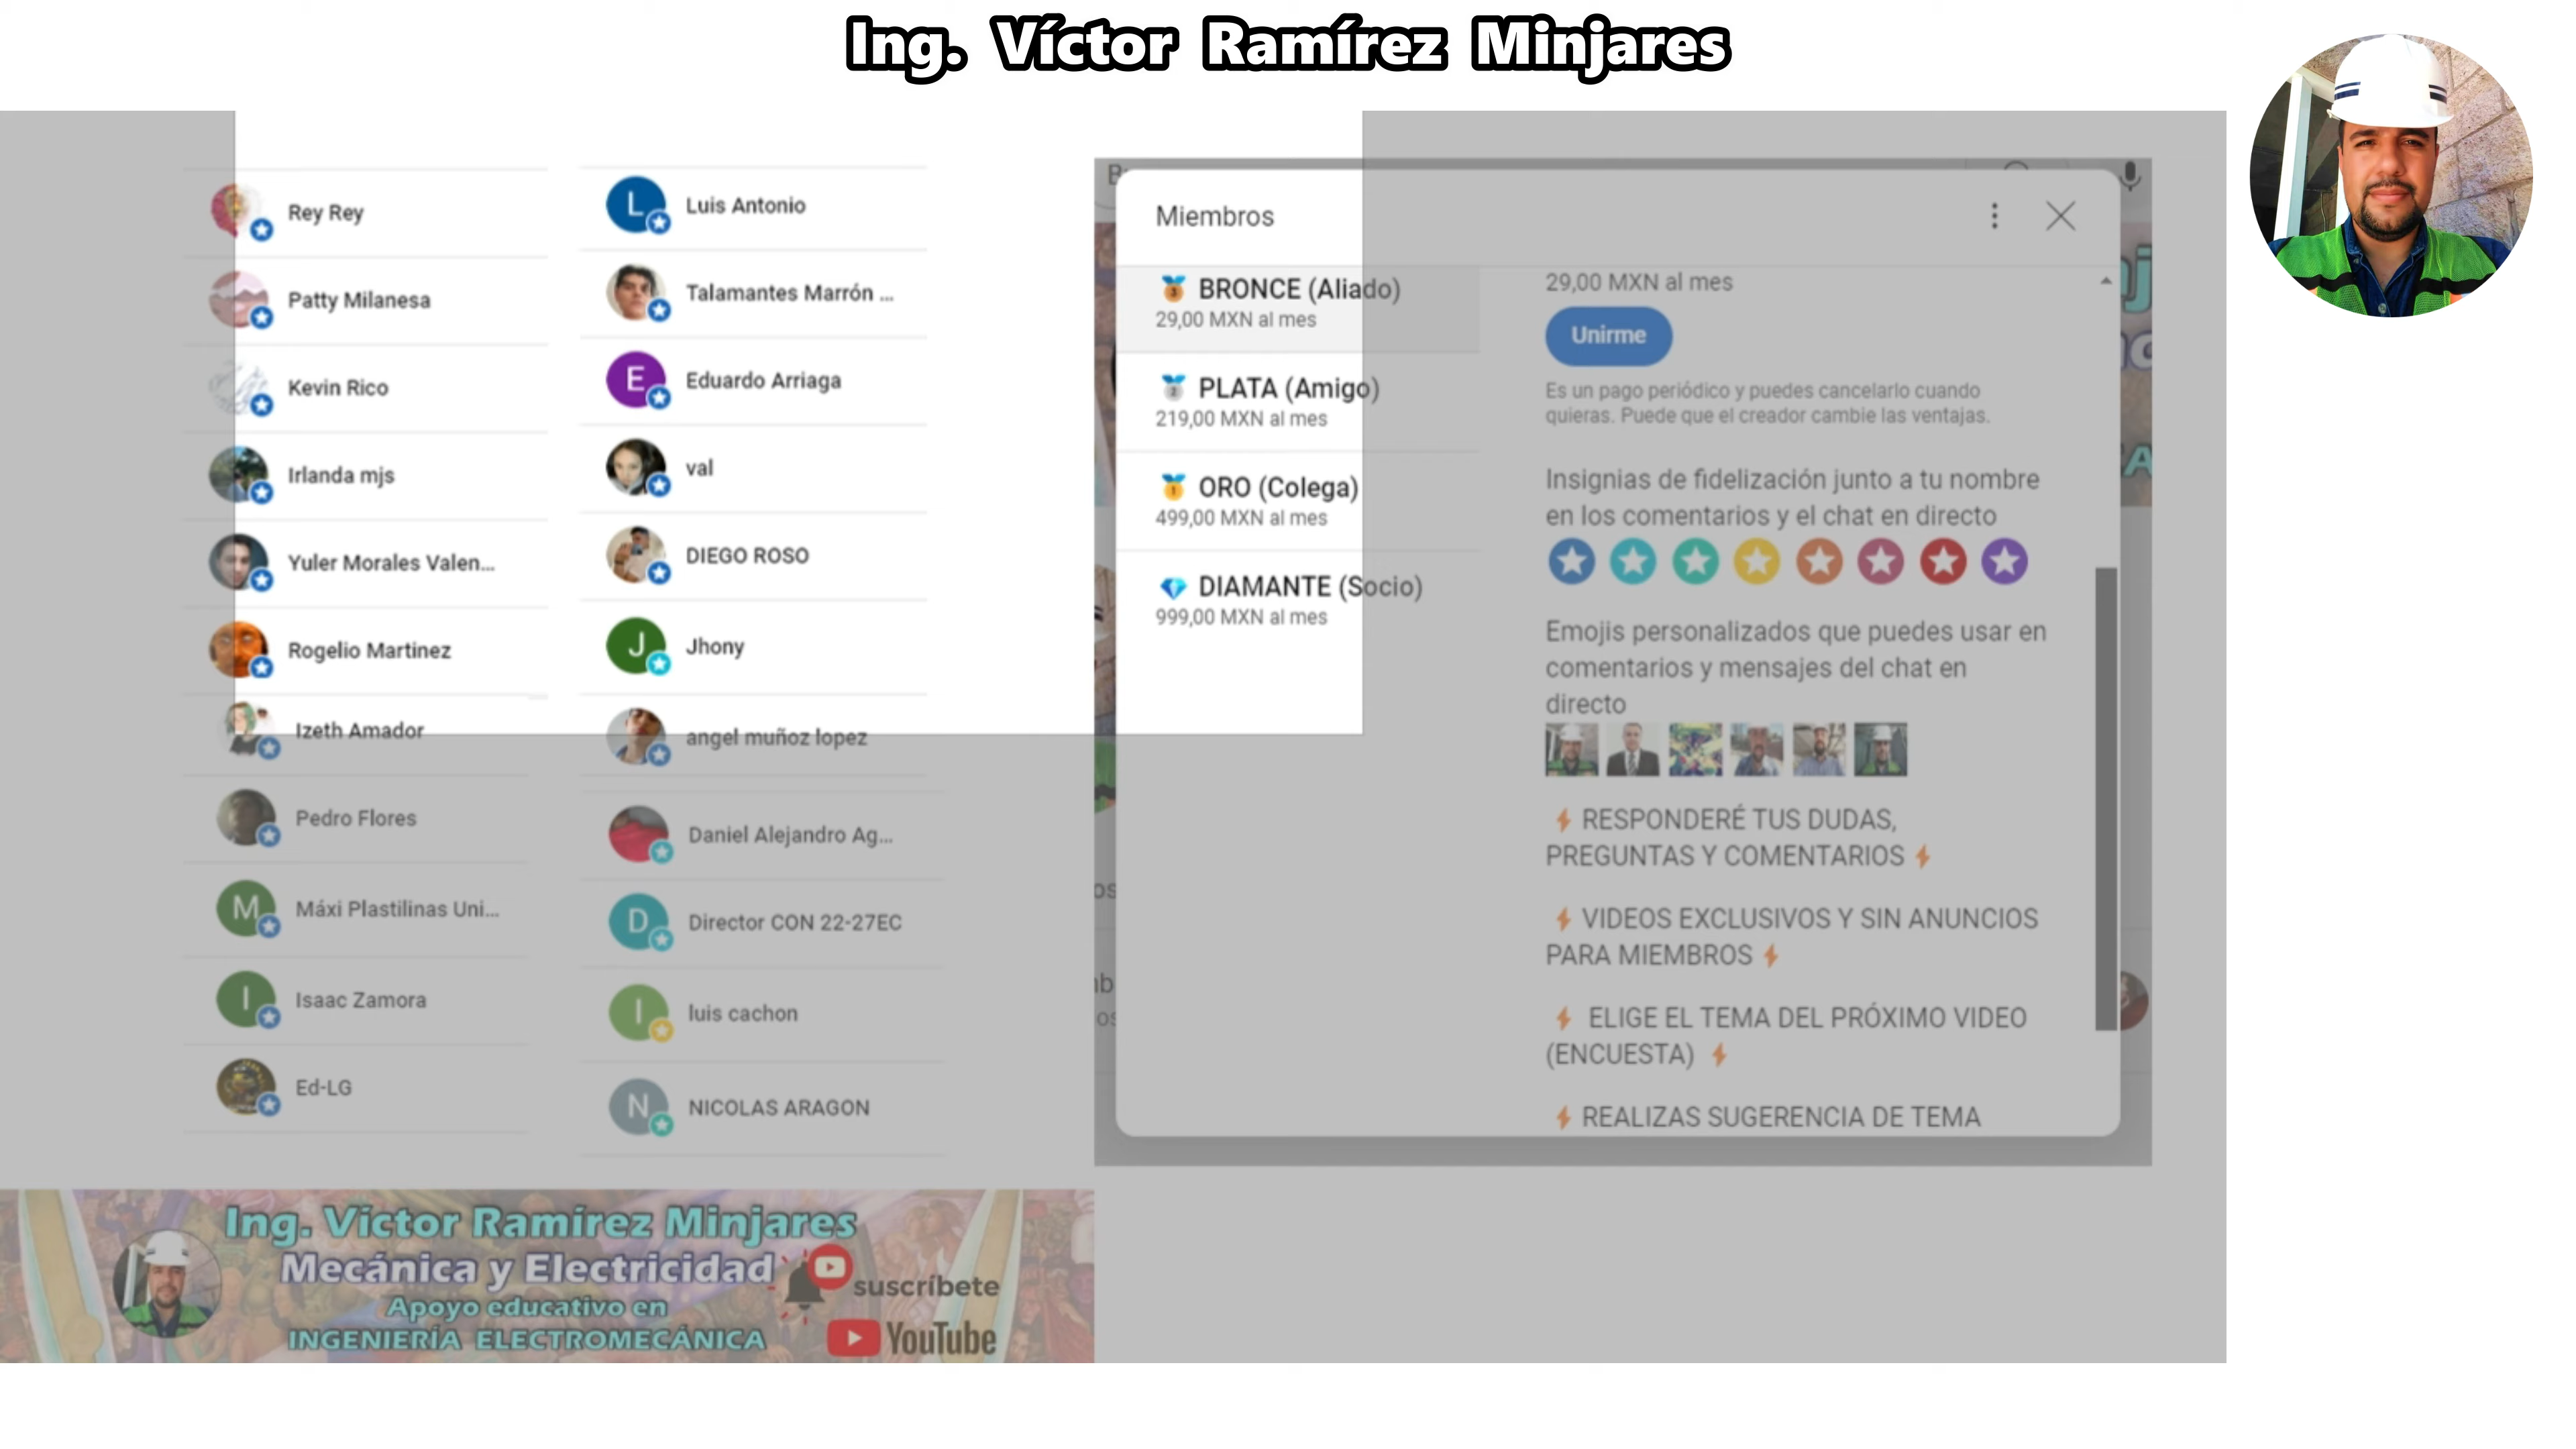 Ing. Víctor Ramírez Minjares
Rey Rey
Patty Milanesa
Kevin Rico
Irlanda mjs
Yuler Morales Valen...
Rogelio Martinez
Izeth Amador
Pedro Flores
M
Máxi Plastilinas Uni...
I
Isaac Zamora
Ed-LG
L
Luis Antonio
Talamantes Marrón ...
E
Eduardo Arriaga
val
DIEGO ROSO
J
Jhony
angel muñoz lopez
Daniel Alejandro Ag...
D
Director CON 22-27EC
l
luis cachon
N
NICOLAS ARAGON
Miembros
BRONCE (Aliado)
29,00 MXN al mes
PLATA (Amigo)
219,00 MXN al mes
ORO (Colega)
499,00 MXN al mes
DIAMANTE (Socio)
999,00 MXN al mes
29,00 MXN al mes
Unirme
Es un pago periódico y puedes cancelarlo cuando
quieras. Puede que el creador cambie las ventajas.
Insignias de fidelización junto a tu nombre
en los comentarios y el chat en directo
Emojis personalizados que puedes usar en
comentarios y mensajes del chat en
directo
RESPONDERÉ TUS DUDAS,
PREGUNTAS Y COMENTARIOS
VIDEOS EXCLUSIVOS Y SIN ANUNCIOS
PARA MIEMBROS
ELIGE EL TEMA DEL PRÓXIMO VIDEO
(ENCUESTA)
REALIZAS SUGERENCIA DE TEMA
Ing. Víctor Ramírez Minjares
Mecánica y Electricidad
Apoyo educativo en
INGENIERÍA ELECTROMECÁNICA
suscríbete
YouTube